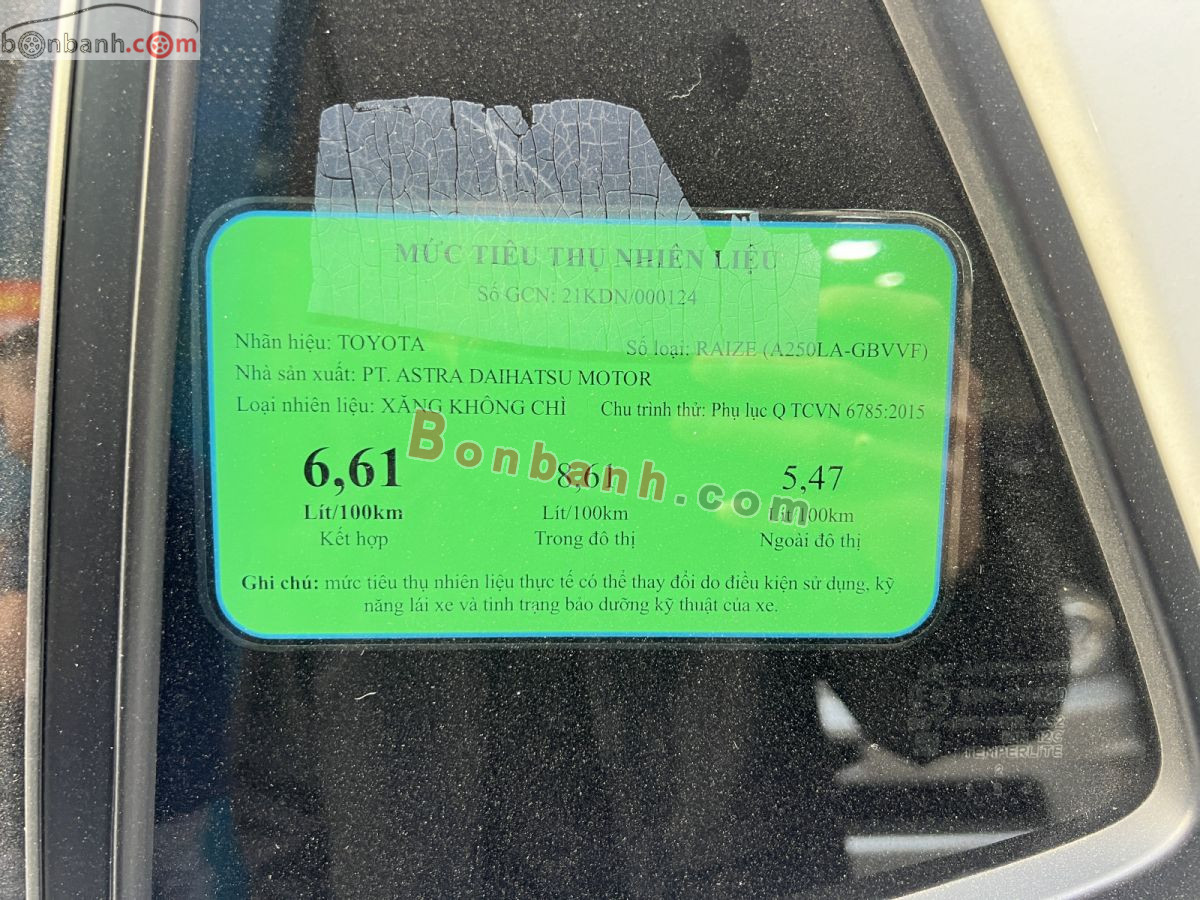 bonbanh.com
MỨC TIÊU THỤ NHIÊN LIỆU
Số GCN: 21KDN/000124
Nhãn hiệu: TOYOTA Số loại: RAIZE (A250LA-GBVVF)
Nhà sản xuất: PT. ASTRA DAIHATSU MOTOR
Loại nhiên liệu: XĂNG KHÔNG CHÌ Chu trình thử: Phụ lục Q TCVN 6785:2015
Bonbanh.com
6,61 8,61 5,47
Lít/100km Lít/100km Lít/100km
Kết hợp Trong đô thị Ngoài đô thị
Ghi chú: mức tiêu thụ nhiên liệu thực tế có thể thay đổi do điều kiện sử dụng, kỹ
năng lái xe và tình trạng bảo dưỡng kỹ thuật của xe.
TEMPERLITE